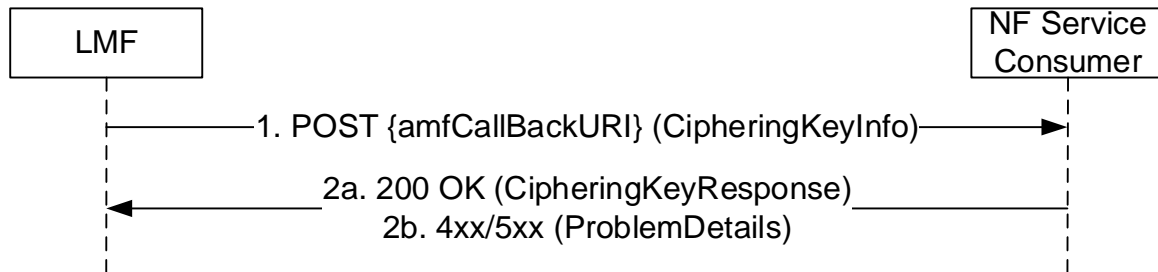 LMF
NF Service
Consumer
1. POST {amfCallBackURI} (CipheringKeyInfo)
2a. 200 OK (CipheringKeyResponse)
2b. 4xx/5xx (ProblemDetails)